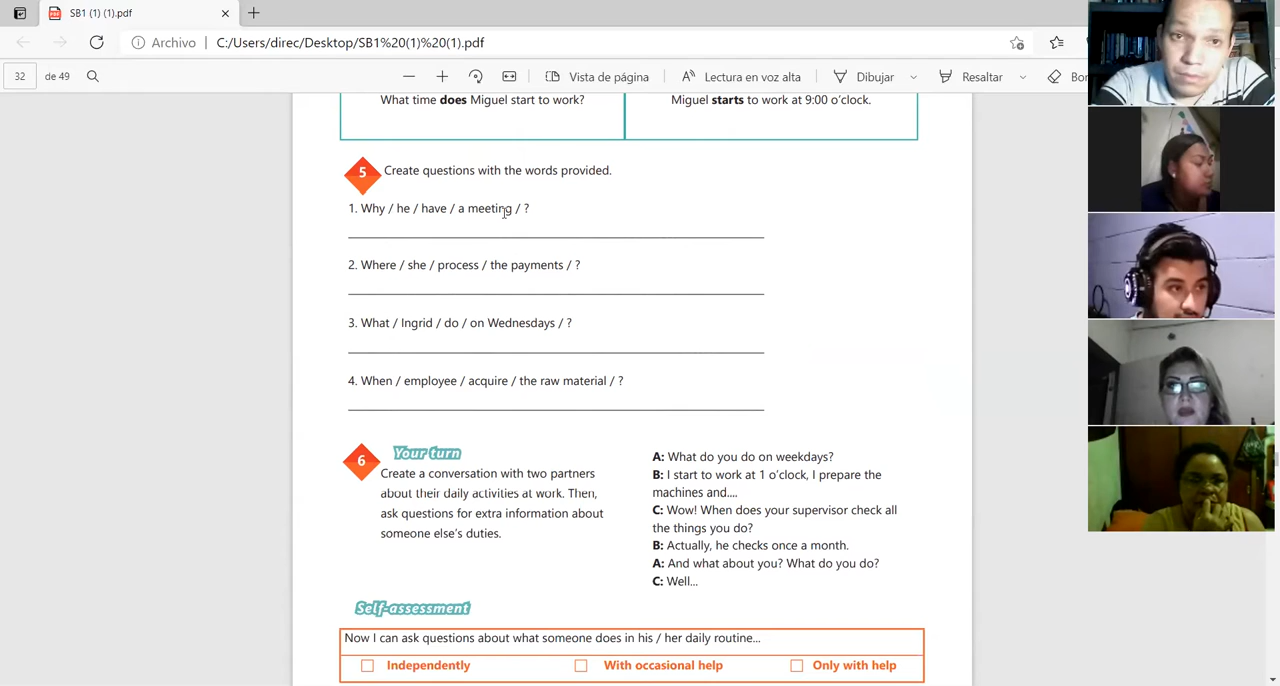 SB1 (1) (1).pdf
Archivo
C:/Users/direc/Desktop/SB1%20(1)%20(1).pdf
32
de 49
Vista de página
Lectura en voz alta
Dibujar
Resaltar
What time does Miguel start to work?
Miguel starts to work at 9:00 o'clock.
5
Create questions with the words provided.
1. Why / he / have / a meeting / ?
2. Where / she / process / the payments / ?
3. What / Ingrid / do / on Wednesdays / ?
4. When / employee / acquire / the raw material / ?
6
Your turn
Create a conversation with two partners
about their daily activities at work. Then,
ask questions for extra information about
someone else's duties.
A: What do you do on weekdays?
B: I start to work at 1 o'clock, I prepare the
machines and....
C: Wow! When does your supervisor check all
the things you do?
B: Actually, he checks once a month.
A: And what about you? What do you do?
C: Well...
Self-assessment
Now I can ask questions about what someone does in his / her daily routine...
Independently
With occasional help
Only with help